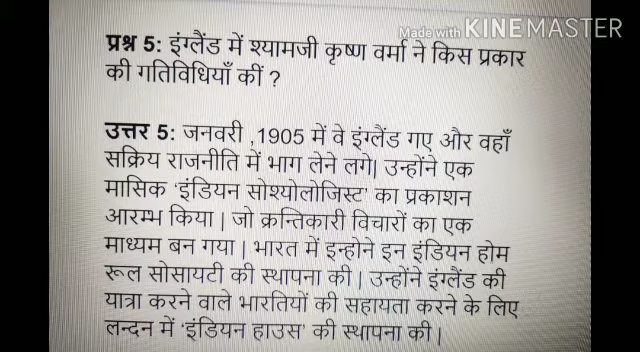 Made with KINEMASTER
प्रश्न 5: इंग्लैंड में श्यामजी कृष्ण वर्मा ने किस प्रकार
की गतिविधियाँ कीं ?
उत्तर 5: जनवरी ,1905 में वे इंग्लैंड गए और वहाँ
सक्रिय राजनीति में भाग लेने लगे| उन्होंने एक
मासिक 'इंडियन सोश्योलोजिस्ट' का प्रकाशन
आरम्भ किया | जो क्रन्तिकारी विचारों का एक
माध्यम बन गया | भारत में इन्होने इन इंडियन होम
रूल सोसायटी की स्थापना की | उन्होंने इंग्लैंड की
यात्रा करने वाले भारतियों की सहायता करने के लिए
लन्दन में 'इंडियन हाउस' की स्थापना की |